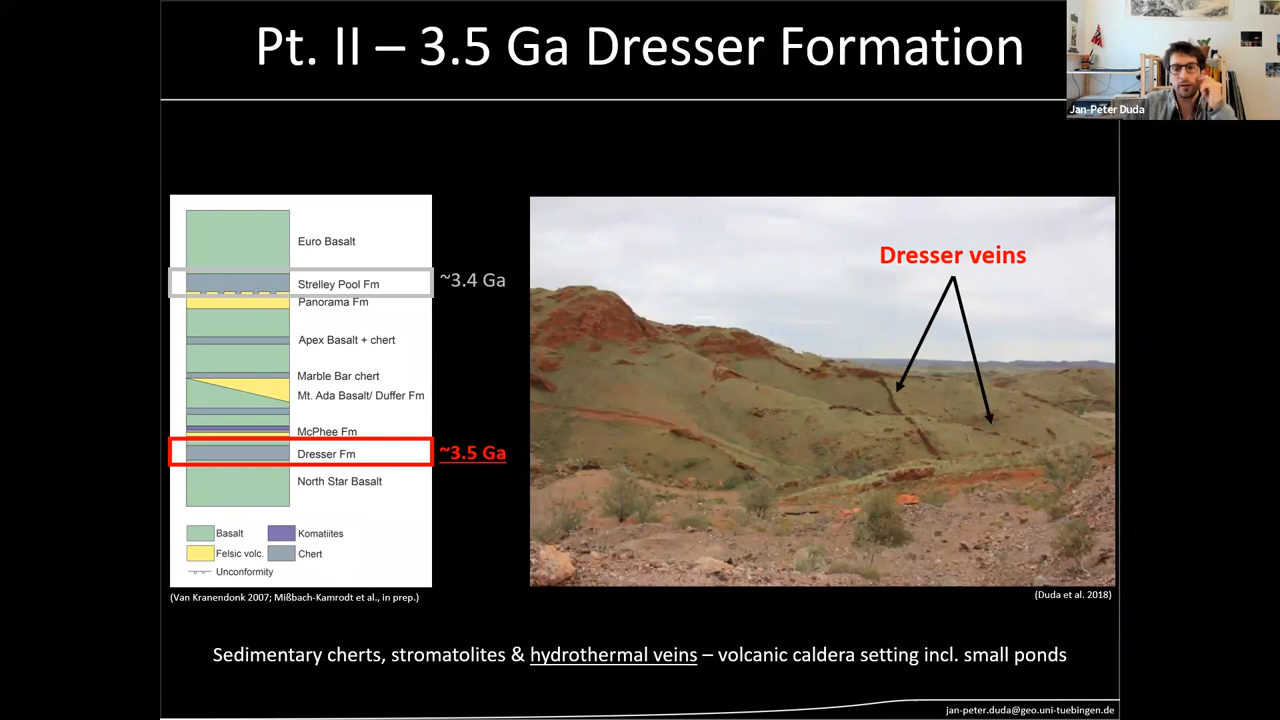 Pt. II – 3.5 Ga Dresser Formation
Jan-Peter Duda
Euro Basalt
Strelley Pool Fm
~3.4 Ga
Panorama Fm
Apex Basalt + chert
Marble Bar chert
Mt. Ada Basalt/ Duffer Fm
McPhee Fm
Dresser Fm
~3.5 Ga
North Star Basalt
Basalt
Komatiites
Felsic volc.
Chert
Unconformity
(Van Kranendonk 2007; Mißbach-Kamrodt et al., in prep.)
Dresser veins
(Duda et al. 2018)
Sedimentary cherts, stromatolites & hydrothermal veins – volcanic caldera setting incl. small ponds
jan-peter.duda@geo.uni-tuebingen.de